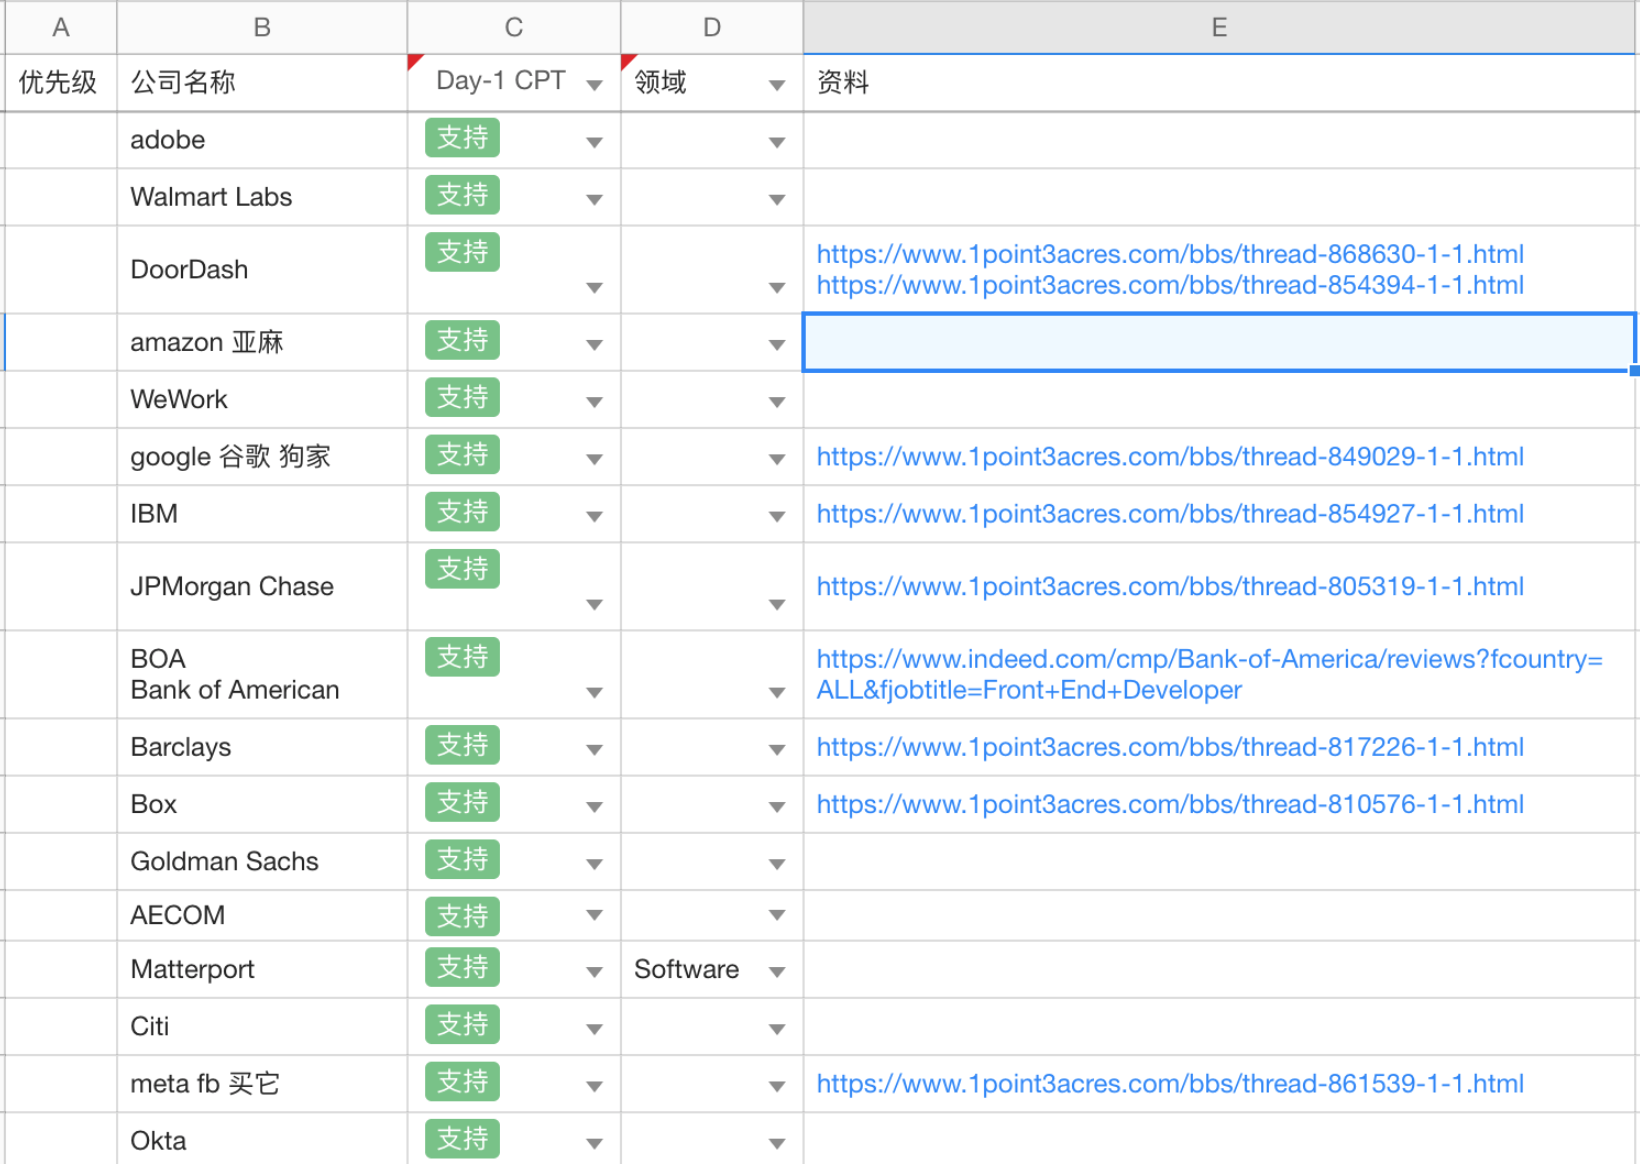 A B C D E
优先级 公司名称 Day-1 CPT 领域 资料
adobe 支持
Walmart Labs 支持
DoorDash 支持 https://www.1point3acres.com/bbs/thread-868630-1-1.html
https://www.1point3acres.com/bbs/thread-854394-1-1.html
amazon 亚麻 支持
WeWork 支持
google 谷歌 狗家 支持 https://www.1point3acres.com/bbs/thread-849029-1-1.html
IBM 支持 https://www.1point3acres.com/bbs/thread-854927-1-1.html
JPMorgan Chase 支持 https://www.1point3acres.com/bbs/thread-805319-1-1.html
BOA 支持 https://www.indeed.com/cmp/Bank-of-America/reviews?fcountry=
Bank of American ALL&fjobtitle=Front+End+Developer
Barclays 支持 https://www.1point3acres.com/bbs/thread-817226-1-1.html
Box 支持 https://www.1point3acres.com/bbs/thread-810576-1-1.html
Goldman Sachs 支持
AECOM 支持
Matterport 支持 Software
Citi 支持
meta fb 买它 支持 https://www.1point3acres.com/bbs/thread-861539-1-1.html
Okta 支持